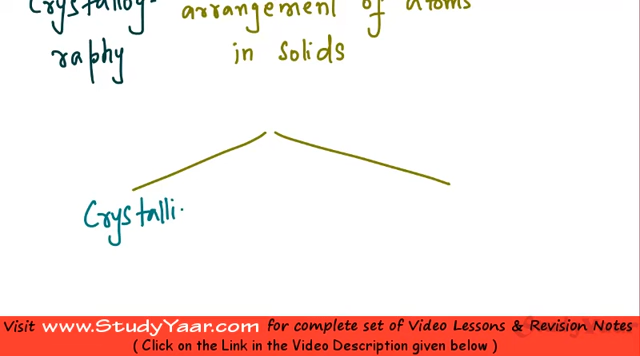 Crystallog- arrangement of atoms
raphy in solids
Crystalli
Visit www.StudyYaar.com for complete set of Video Lessons & Revision Notes
( Click on the Link in the Video Description given below )